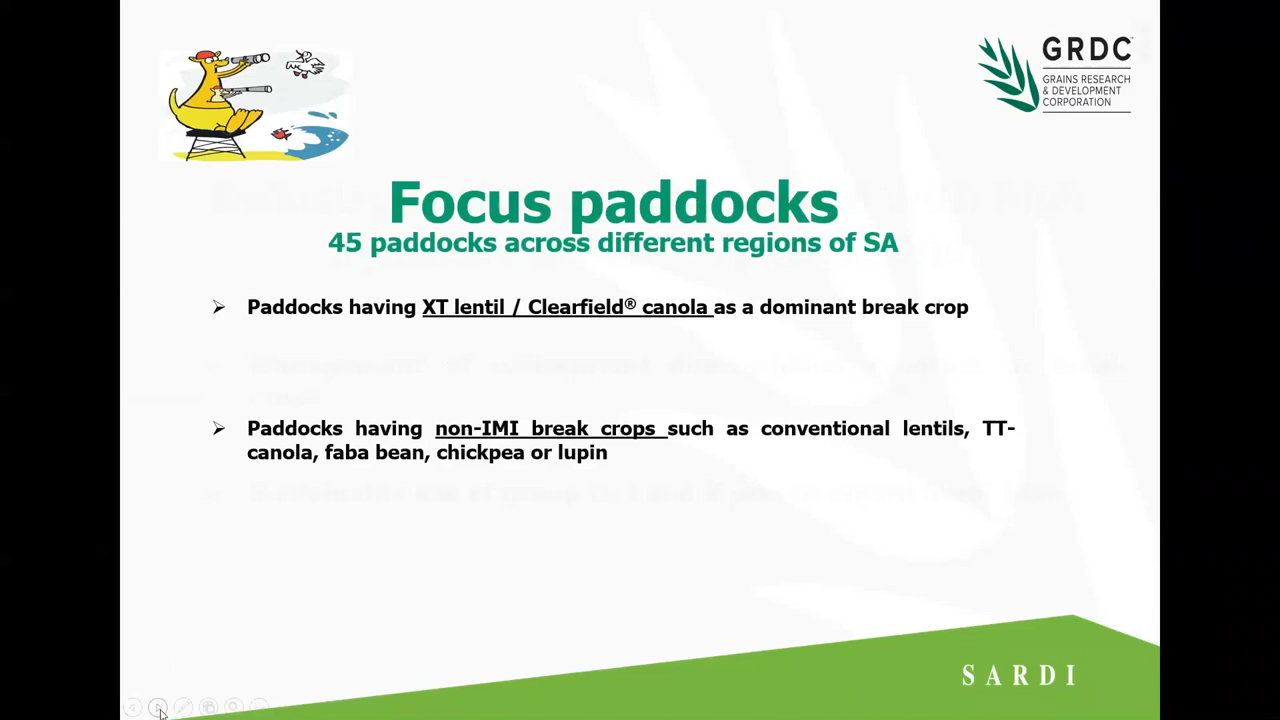 GRDC
GRAINS RESEARCH
& DEVELOPMENT
CORPORATION
Focus paddocks
45 paddocks across different regions of SA
➢ Paddocks having XT lentil / Clearfield® canola as a dominant break crop
➢ Paddocks having non-IMI break crops such as conventional lentils, TT-
canola, faba bean, chickpea or lupin
SARDI